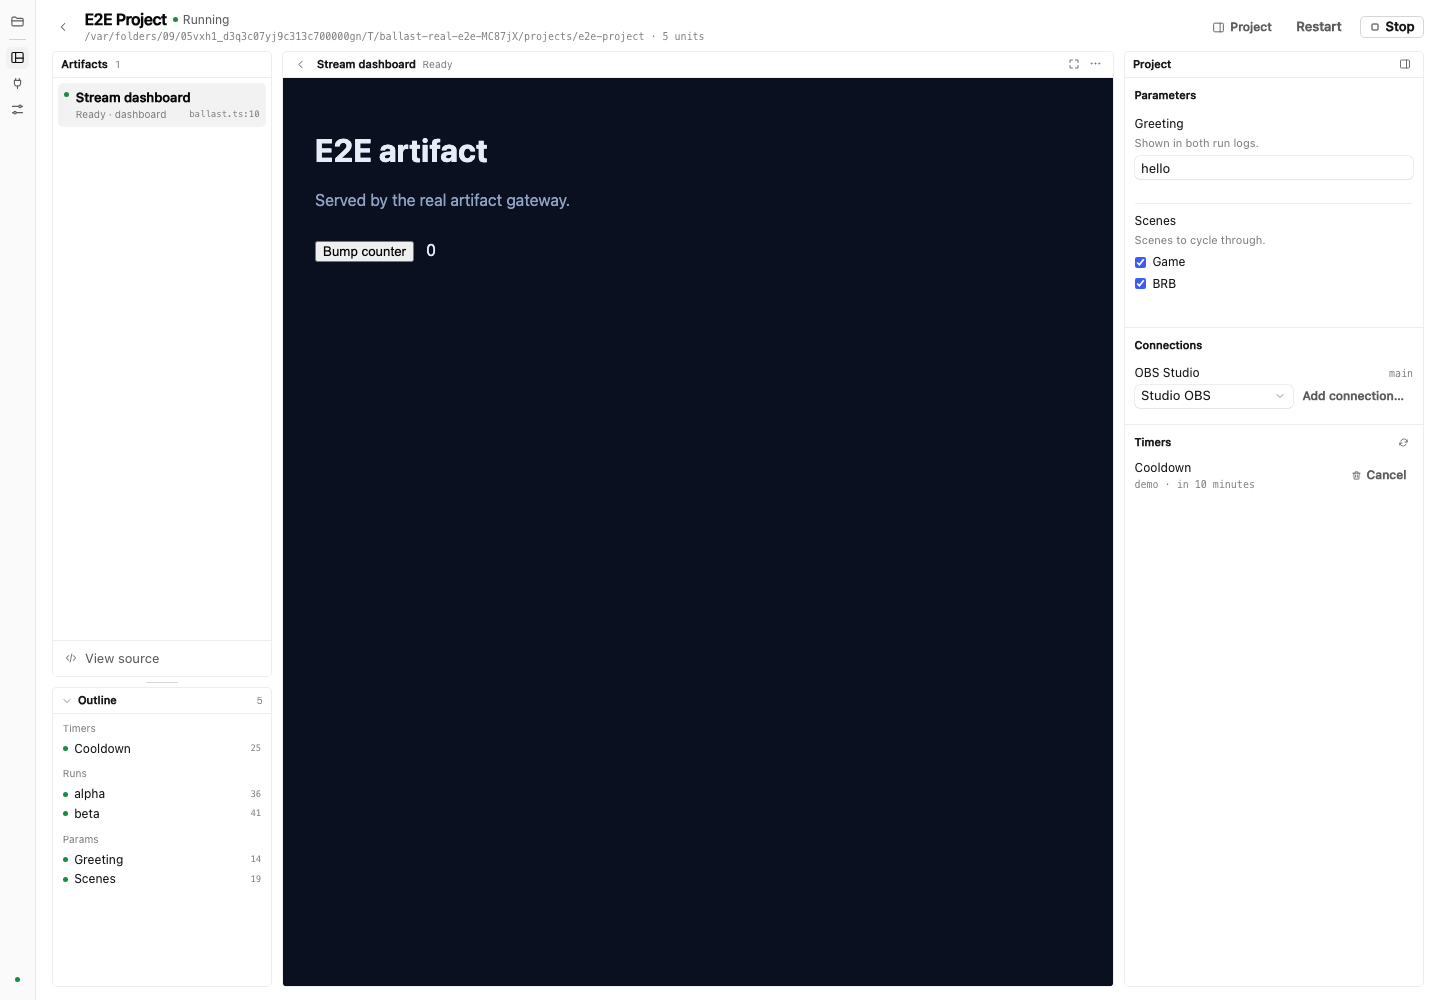 E2E Project Running
/var/folders/09/05vxh1_d3q3c07yj9c313c700000gn/T/ballast-real-e2e-MC87jX/projects/e2e-project · 5 units
Project Restart Stop
Artifacts 1
Stream dashboard
Ready · dashboard ballast.ts:10
View source
Outline 5
Timers
Cooldown 25
Runs
alpha 36
beta 41
Params
Greeting 14
Scenes 19
Stream dashboard Ready
E2E artifact
Served by the real artifact gateway.
Bump counter 0
Project
Parameters
Greeting
Shown in both run logs.
hello
Scenes
Scenes to cycle through.
Game
BRB
Connections
OBS Studio main
Studio OBS Add connection...
Timers
Cooldown
demo · in 10 minutes
Cancel